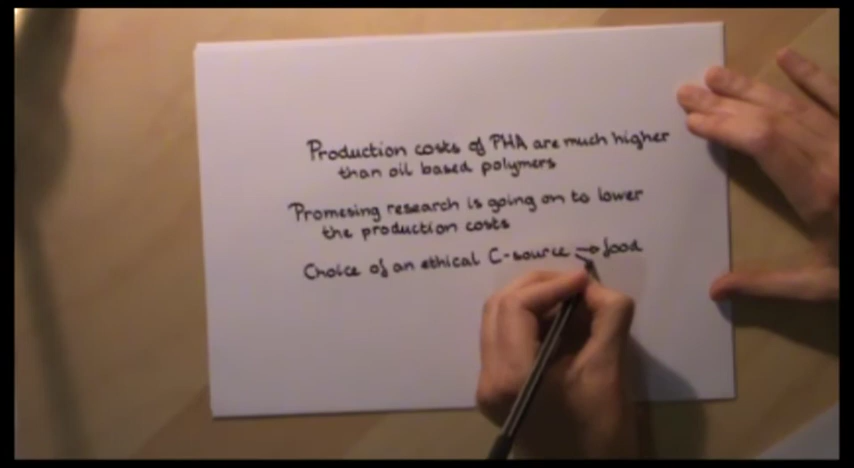 Production costs of PHA are much higher
than oil based polymers
Promesing research is going on to lower
the production costs
Choice of an ethical C-source → food